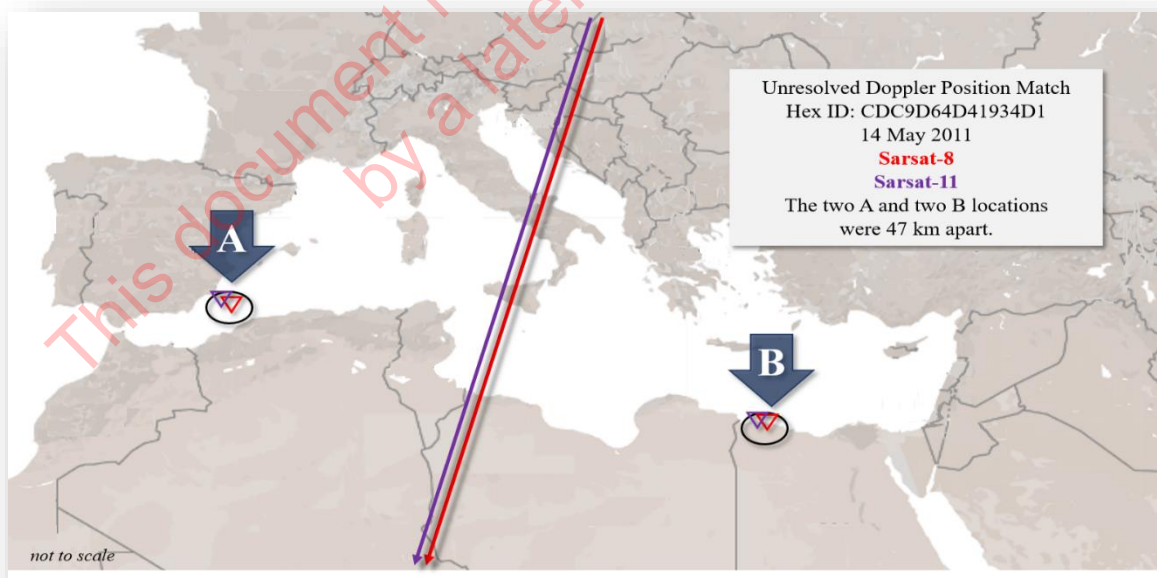 This document
by a late
Unresolved Doppler Position Match
Hex ID: CDC9D64D41934D1
14 May 2011
Sarsat-8
Sarsat-11
The two A and two B locations
were 47 km apart.
A
B
not to scale